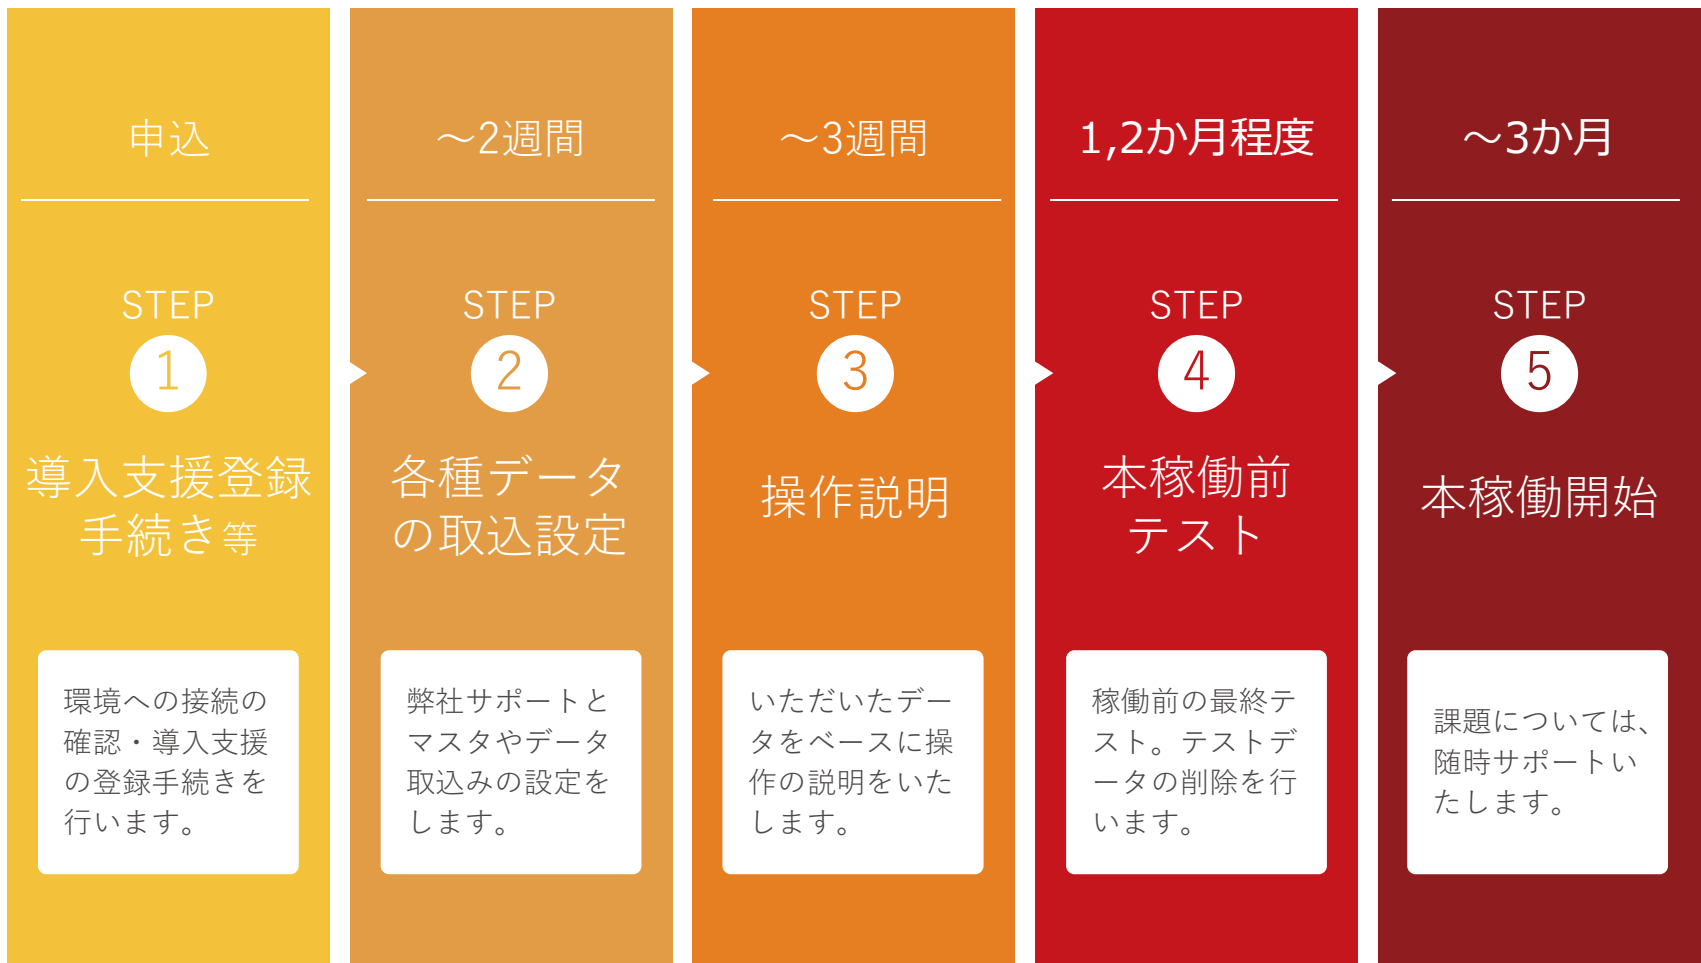 申込
STEP
1
導入支援登録
手続き等
環境への接続の
確認・導入支援
の登録手続きを
行います。
～2週間
STEP
2
各種データ
の取込設定
弊社サポートと
マスタやデータ
取込みの設定を
します。
～3週間
STEP
3
操作説明
いただいたデー
タをベースに操
作の説明をいた
します。
1,2か月程度
STEP
4
本稼働前
テスト
稼働前の最終テ
スト。テストデ
ータの削除を行
います。
～3か月
STEP
5
本稼働開始
課題については、
随時サポートい
たします。